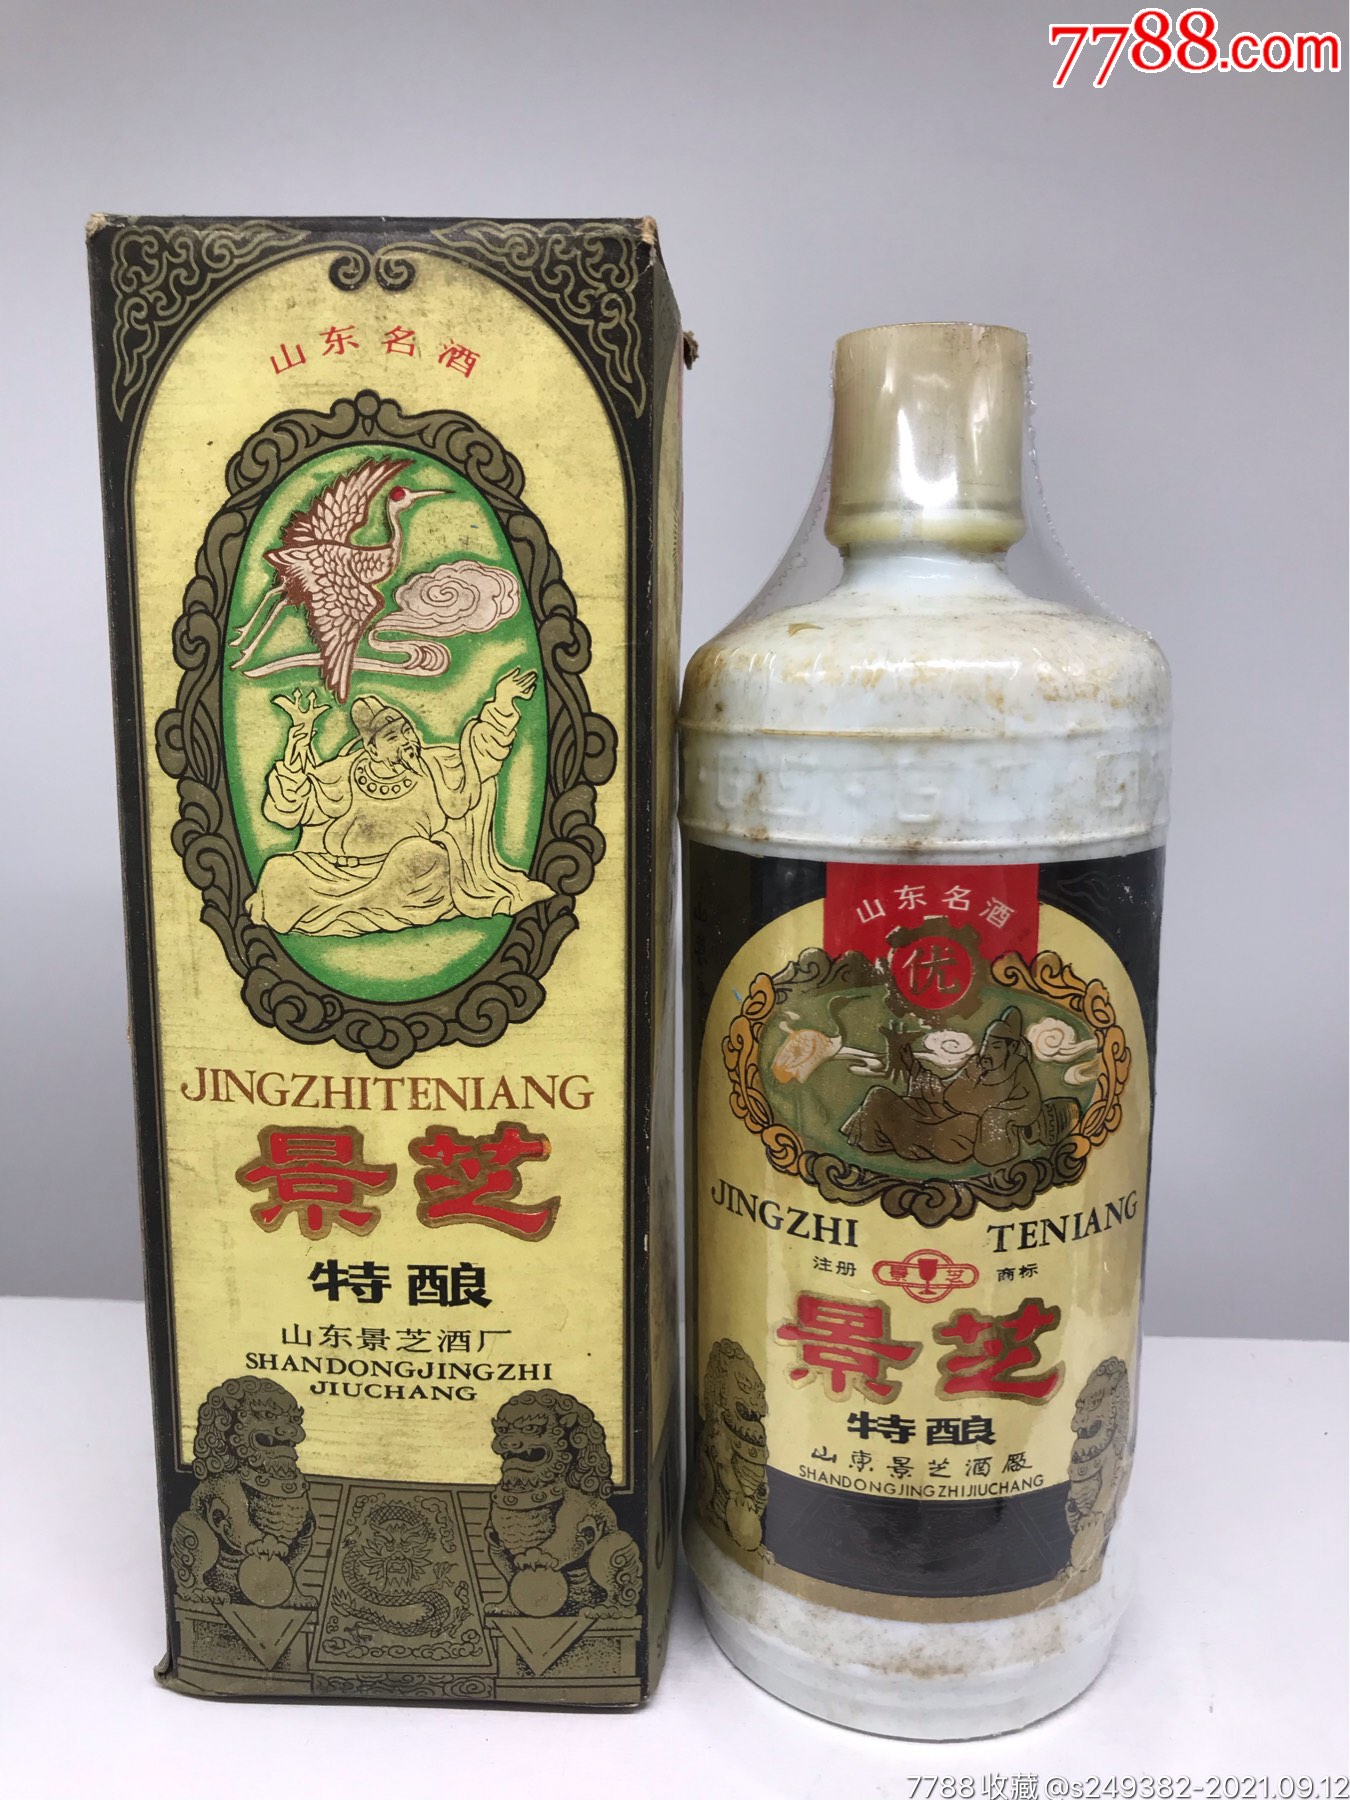 7788.com
山东名酒
JINGZHITENIANG
景芝
特酿
山东景芝酒厂
SHANDONGJINGZHI
JIUCHANG
山东名酒
优
JINGZHI TENIANG
注册 景芝 商标
景芝
特酿
山東景芝酒廠
SHANDONGJINGZHIJIUCHANG
7788收藏@s249382-2021.09.12